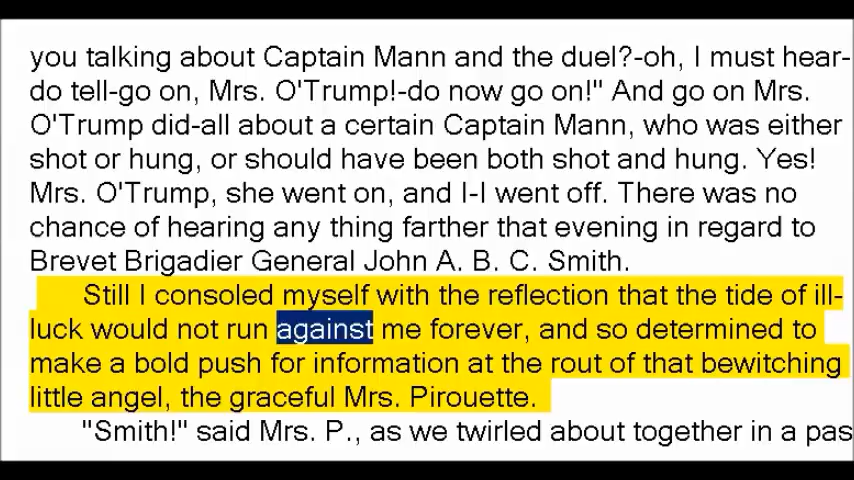 you talking about Captain Mann and the duel?-oh, I must hear-
do tell-go on, Mrs. O'Trump!-do now go on!" And go on Mrs.
O'Trump did-all about a certain Captain Mann, who was either
shot or hung, or should have been both shot and hung. Yes!
Mrs. O'Trump, she went on, and I-I went off. There was no
chance of hearing any thing farther that evening in regard to
Brevet Brigadier General John A. B. C. Smith.
Still I consoled myself with the reflection that the tide of ill-
luck would not run against me forever, and so determined to
make a bold push for information at the rout of that bewitching
little angel, the graceful Mrs. Pirouette.
"Smith!" said Mrs. P., as we twirled about together in a pas